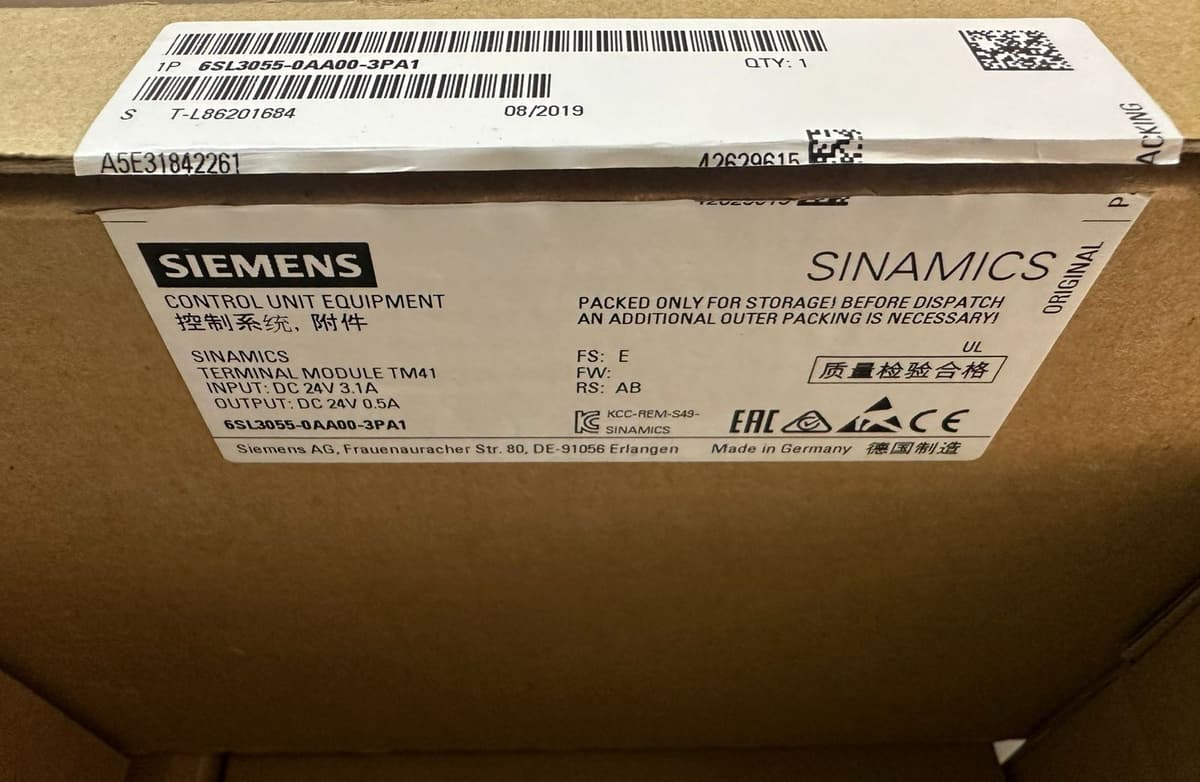 1P 6SL3055-0AA00-3PA1 QTY: 1
S T-L86201684 08/2019
A5E31842261 42629615
ORIGINAL PACKING
SIEMENS SINAMICS
CONTROL UNIT EQUIPMENT
控制系统, 附件
PACKED ONLY FOR STORAGE! BEFORE DISPATCH
AN ADDITIONAL OUTER PACKING IS NECESSARY!
SINAMICS
TERMINAL MODULE TM41
INPUT: DC 24V 3.1A
OUTPUT: DC 24V 0.5A
6SL3055-0AA00-3PA1
FS: E
FW:
RS: AB
KCC-REM-S49-
SINAMICS
UL
质量检验合格
EAC CE
Siemens AG, Frauenauracher Str. 80, DE-91056 Erlangen Made in Germany 德国制造